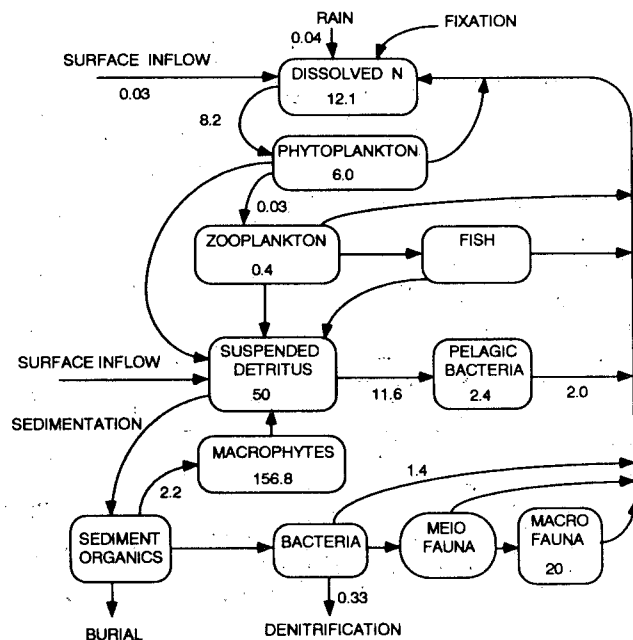 RAIN
FIXATION
0.04
SURFACE INFLOW
0.03
DISSOLVED N
12.1
8.2
PHYTOPLANKTON
6.0
0.03
ZOOPLANKTON
0.4
FISH
SUSPENDED
DETRITUS
50
SURFACE INFLOW
11.6
PELAGIC
BACTERIA
2.4
2.0
SEDIMENTATION
MACROPHYTES
156.8
2.2
1.4
SEDIMENT
ORGANICS
BACTERIA
MEIO
FAUNA
MACRO
FAUNA
20
0.33
BURIAL
DENITRIFICATION